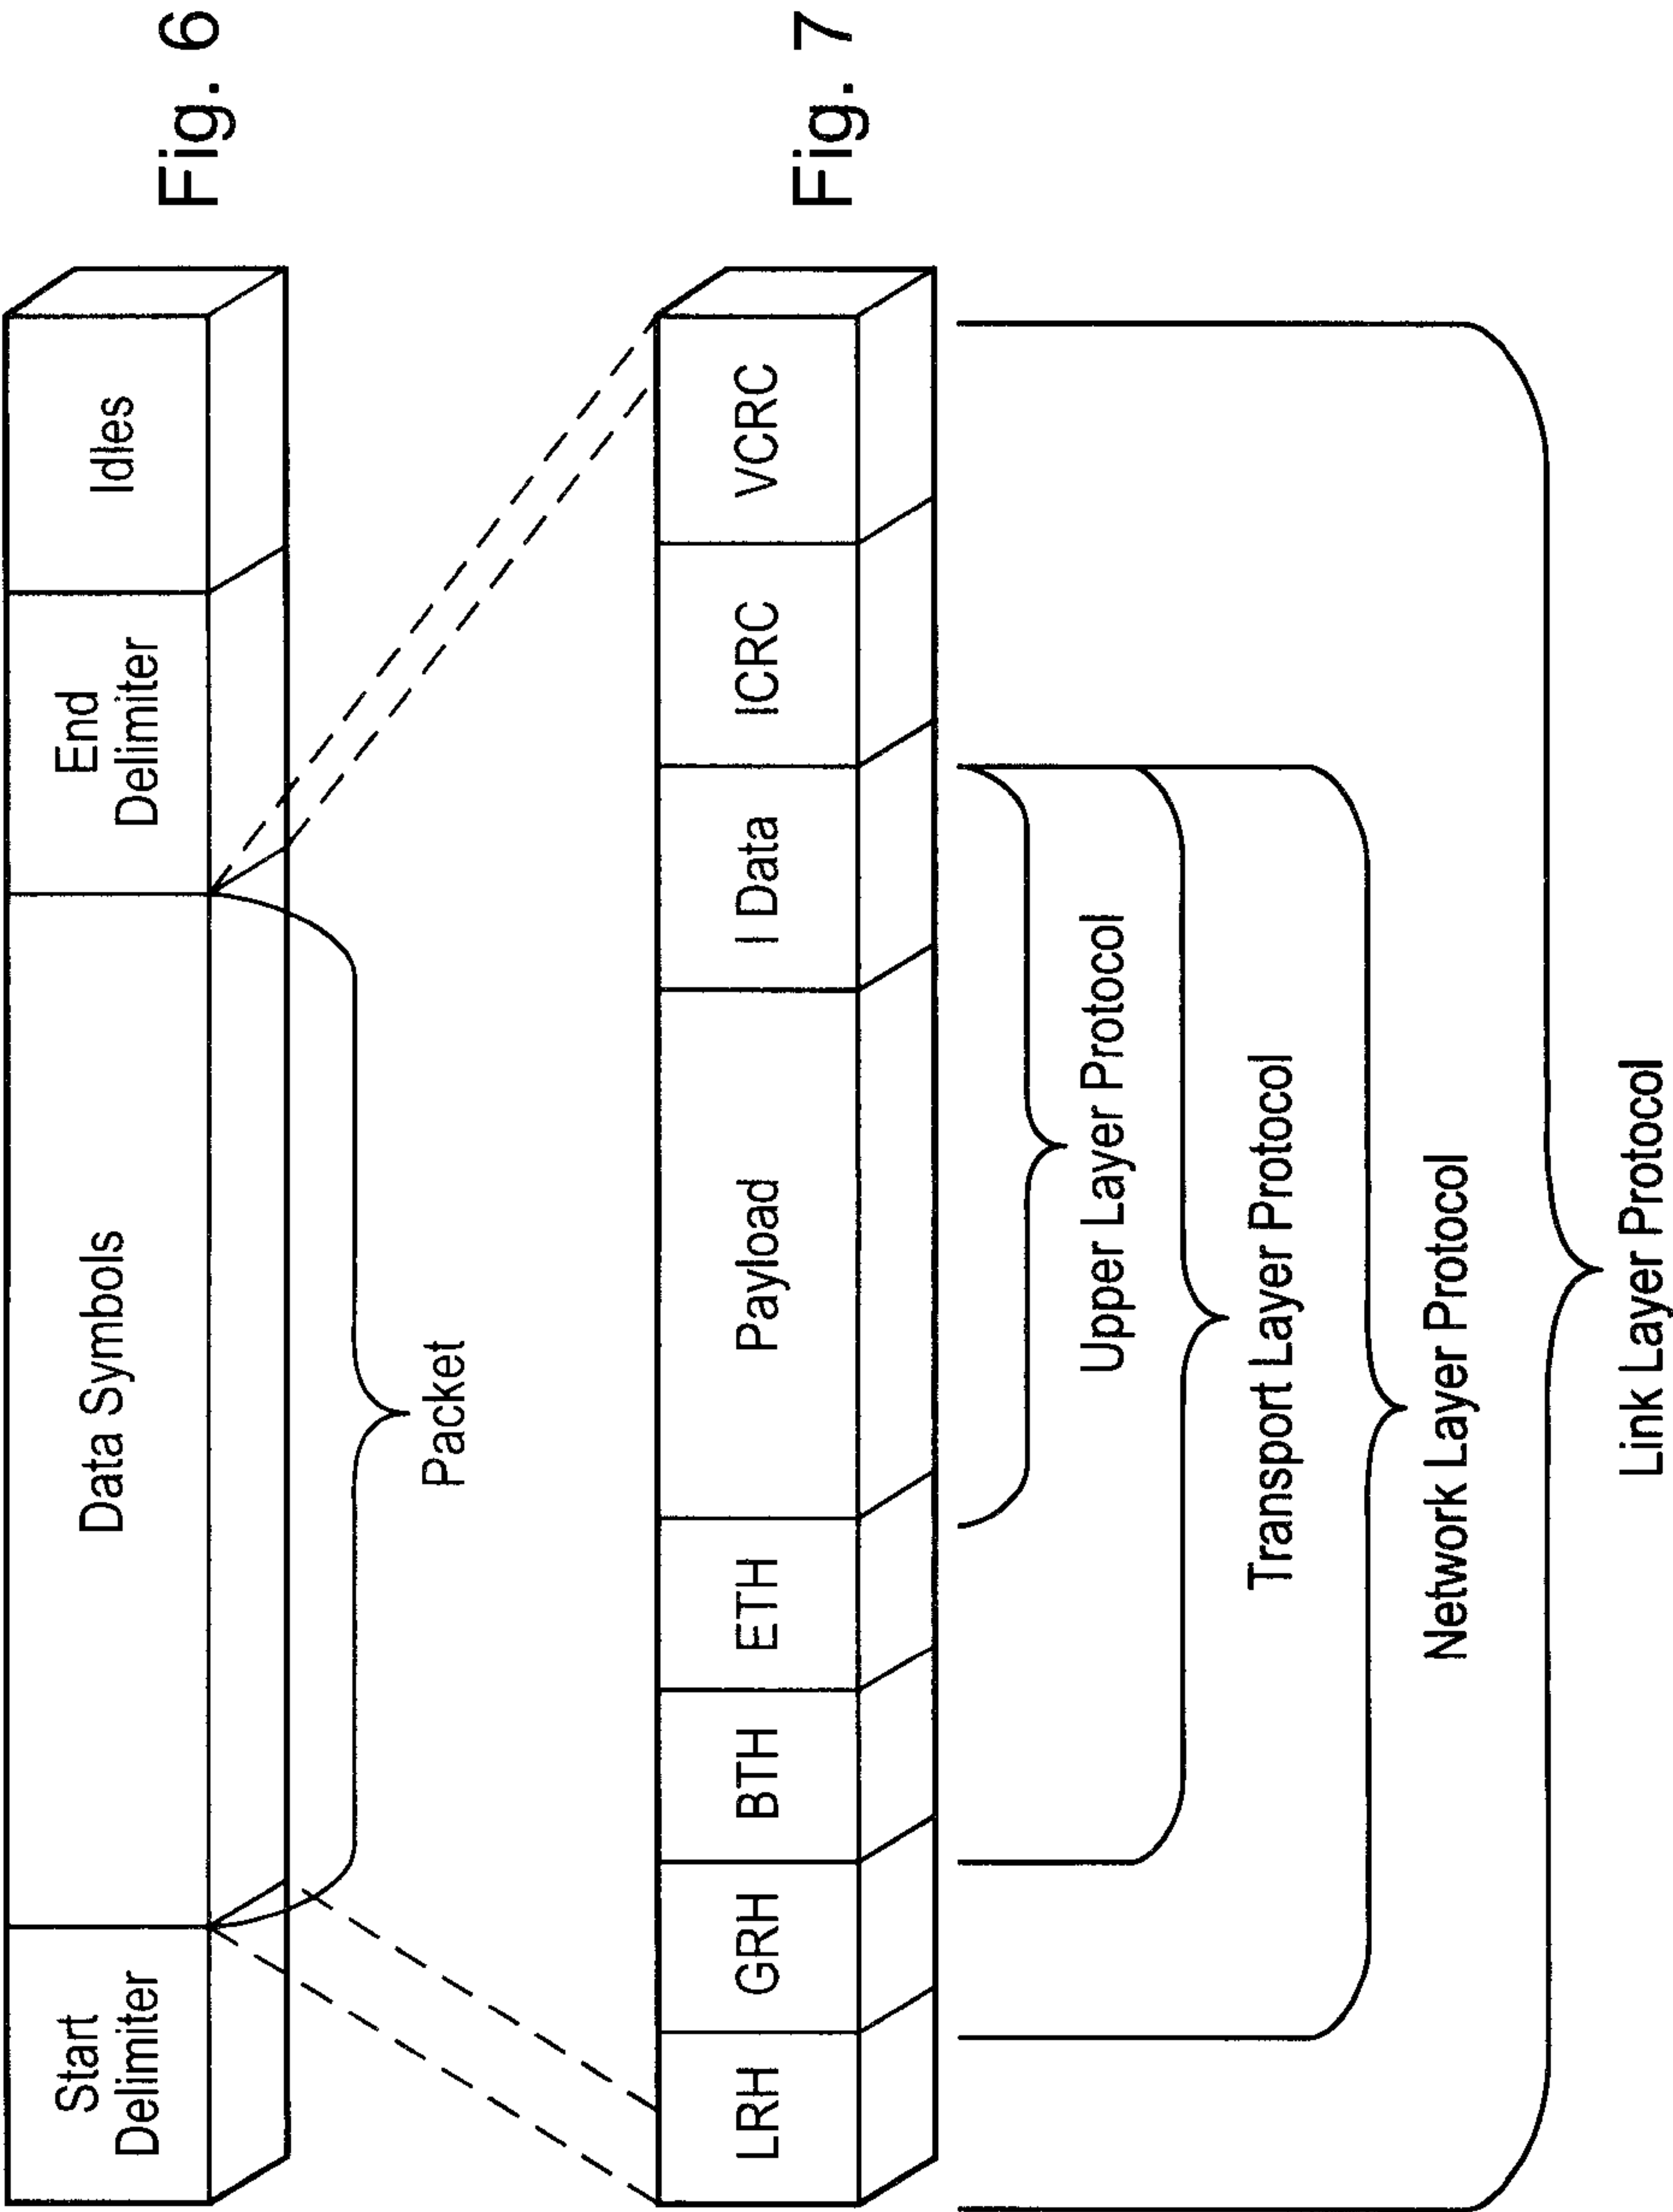 Start
Delimiter
Data Symbols
End
Delimiter
Idles
Packet
Fig. 6
LRH
GRH
BTH
ETH
Payload
I Data
ICRC
VCRC
Fig. 7
Upper Layer Protocol
Transport Layer Protocol
Network Layer Protocol
Link Layer Protocol